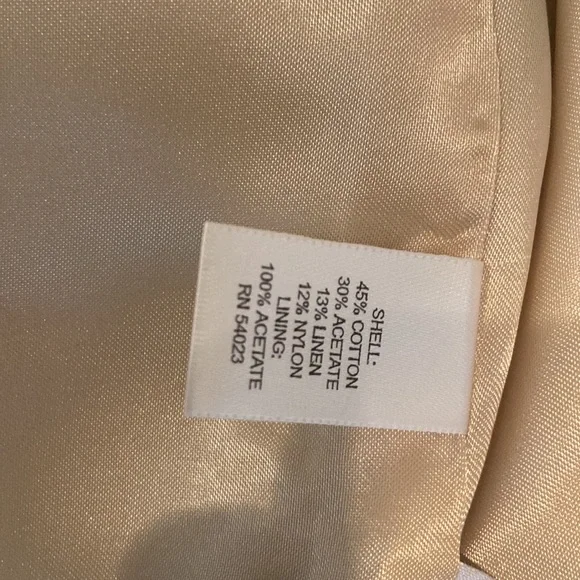 SHELL:
45% COTTON
30% ACETATE
13% LINEN
12% NYLON
LINING:
100% ACETATE
RN 54023